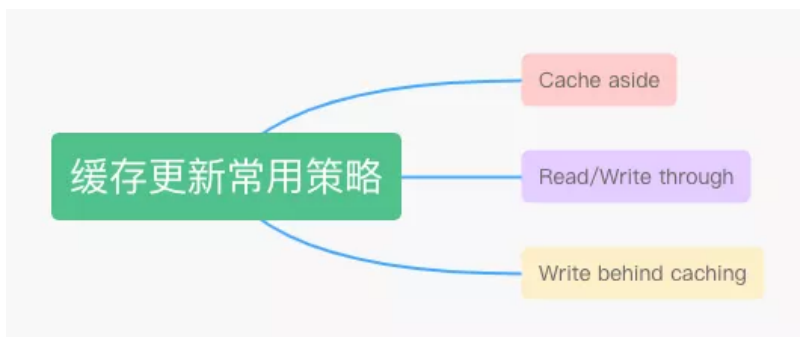 缓存更新常用策略
Cache aside
Read/Write through
Write behind caching